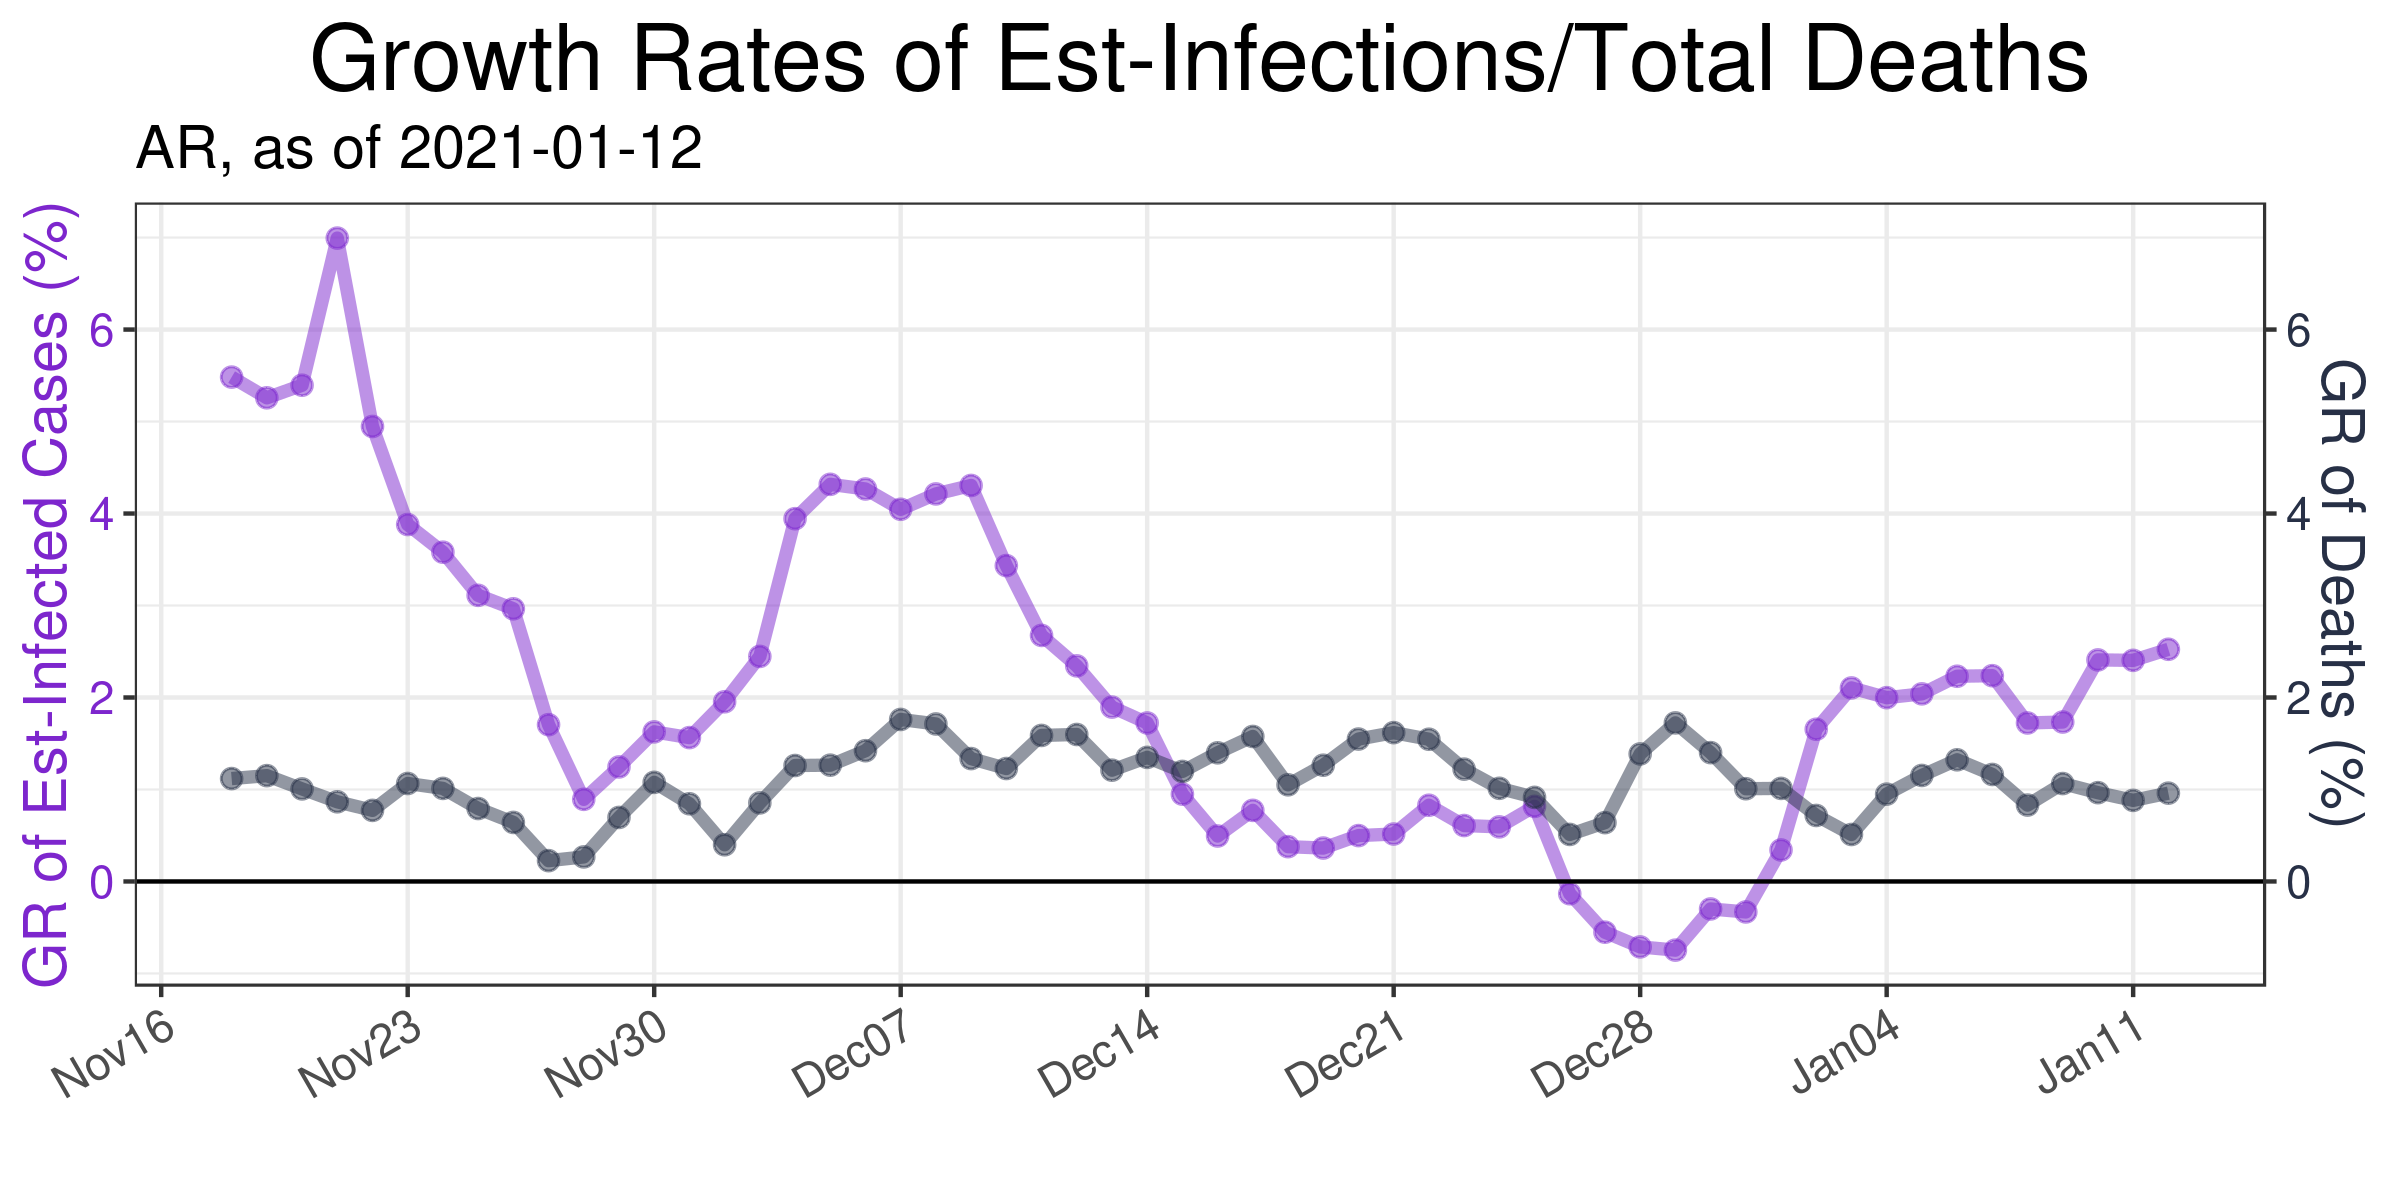 Growth Rates of Est-Infections/Total Deaths
AR, as of 2021-01-12
GR of Est-Infected Cases (%)
6
4
2
0
6
4
2
0
GR of Deaths (%)
Nov16
Nov23
Nov30
Dec07
Dec14
Dec21
Dec28
Jan04
Jan11